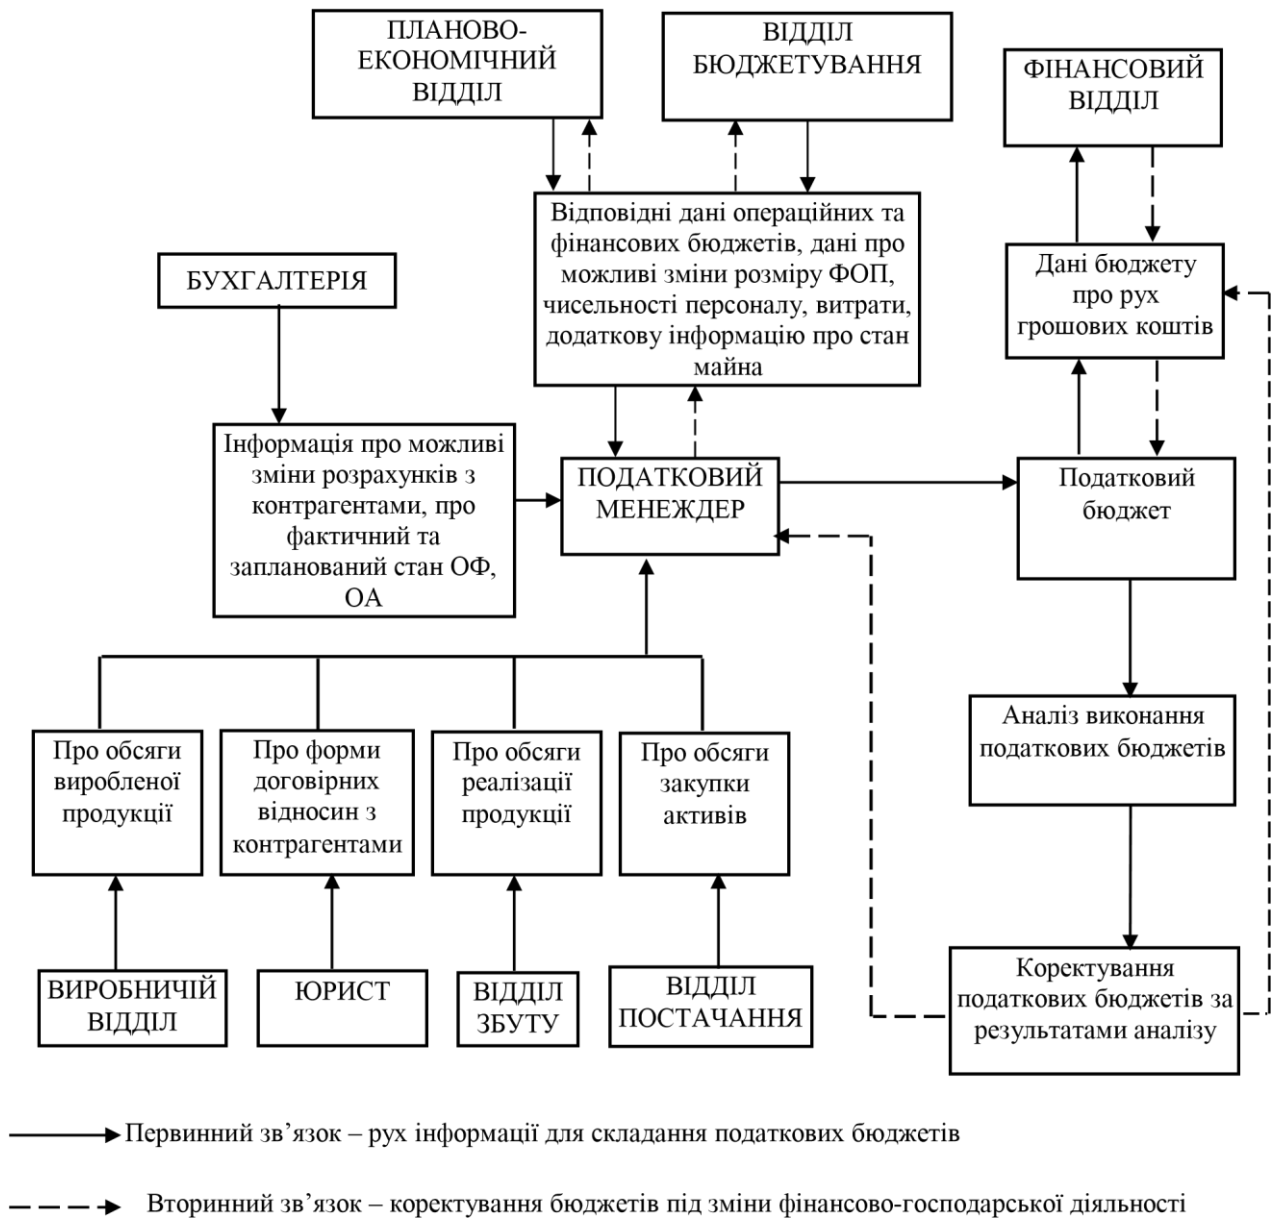 ПЛАНОВО-
ЕКОНОМІЧНИЙ
ВІДДІЛ
ВІДДІЛ
БЮДЖЕТУВАННЯ
ФІНАНСОВИЙ
ВІДДІЛ
Відповідні дані операційних та
фінансових бюджетів, дані про
можливі зміни розміру ФОП,
чисельності персоналу, витрати,
додаткову інформацію про стан
майна
БУХГАЛТЕРІЯ
Дані бюджету
про рух
грошових коштів
Інформація про можливі
зміни розрахунків з
контрагентами, про
фактичний та
запланований стан ОФ,
ОА
ПОДАТКОВИЙ
МЕНЕЖДЕР
Податковий
бюджет
Аналіз виконання
податкових бюджетів
Про обсяги
виробленої
продукції
Про форми
договірних
відносин з
контрагентами
Про обсяги
реалізації
продукції
Про обсяги
закупки
активів
ВИРОБНИЧІЙ
ВІДДІЛ
ЮРИСТ
ВІДДІЛ
ЗБУТУ
ВІДДІЛ
ПОСТАЧАННЯ
Коректування
податкових бюджетів за
результатами аналізу
Первинний зв’язок – рух інформації для складання податкових бюджетів
Вторинний зв’язок – коректування бюджетів під зміни фінансово-господарської діяльності